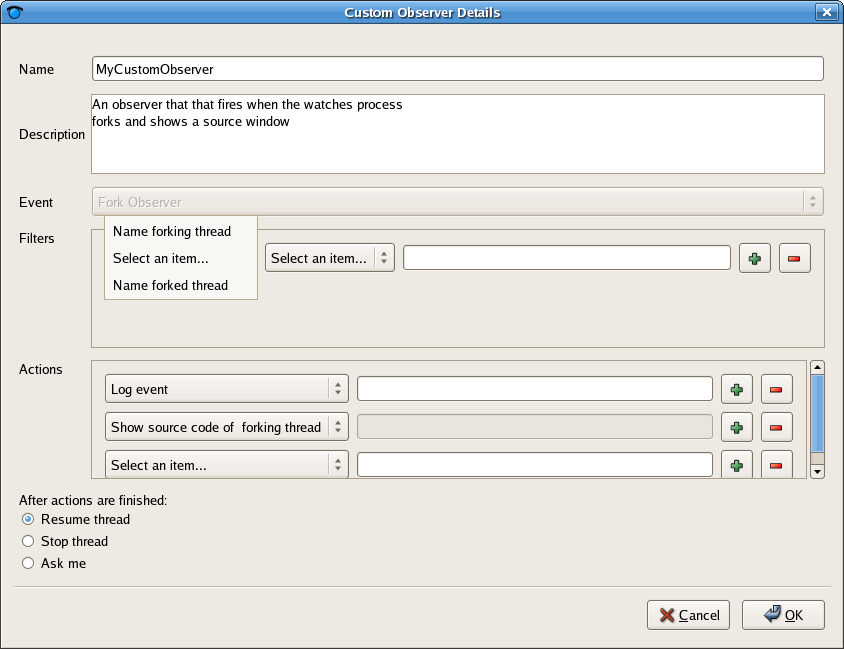 Custom Observer Details
Name
MyCustomObserver
Description
An observer that that fires when the watches process
forks and shows a source window
Event
Fork Observer
Filters
Name forking thread
Select an item...
Name forked thread
Select an item...
Actions
Log event
Show source code of  forking thread
Select an item...
After actions are finished:
Resume thread
Stop thread
Ask me
Cancel
OK